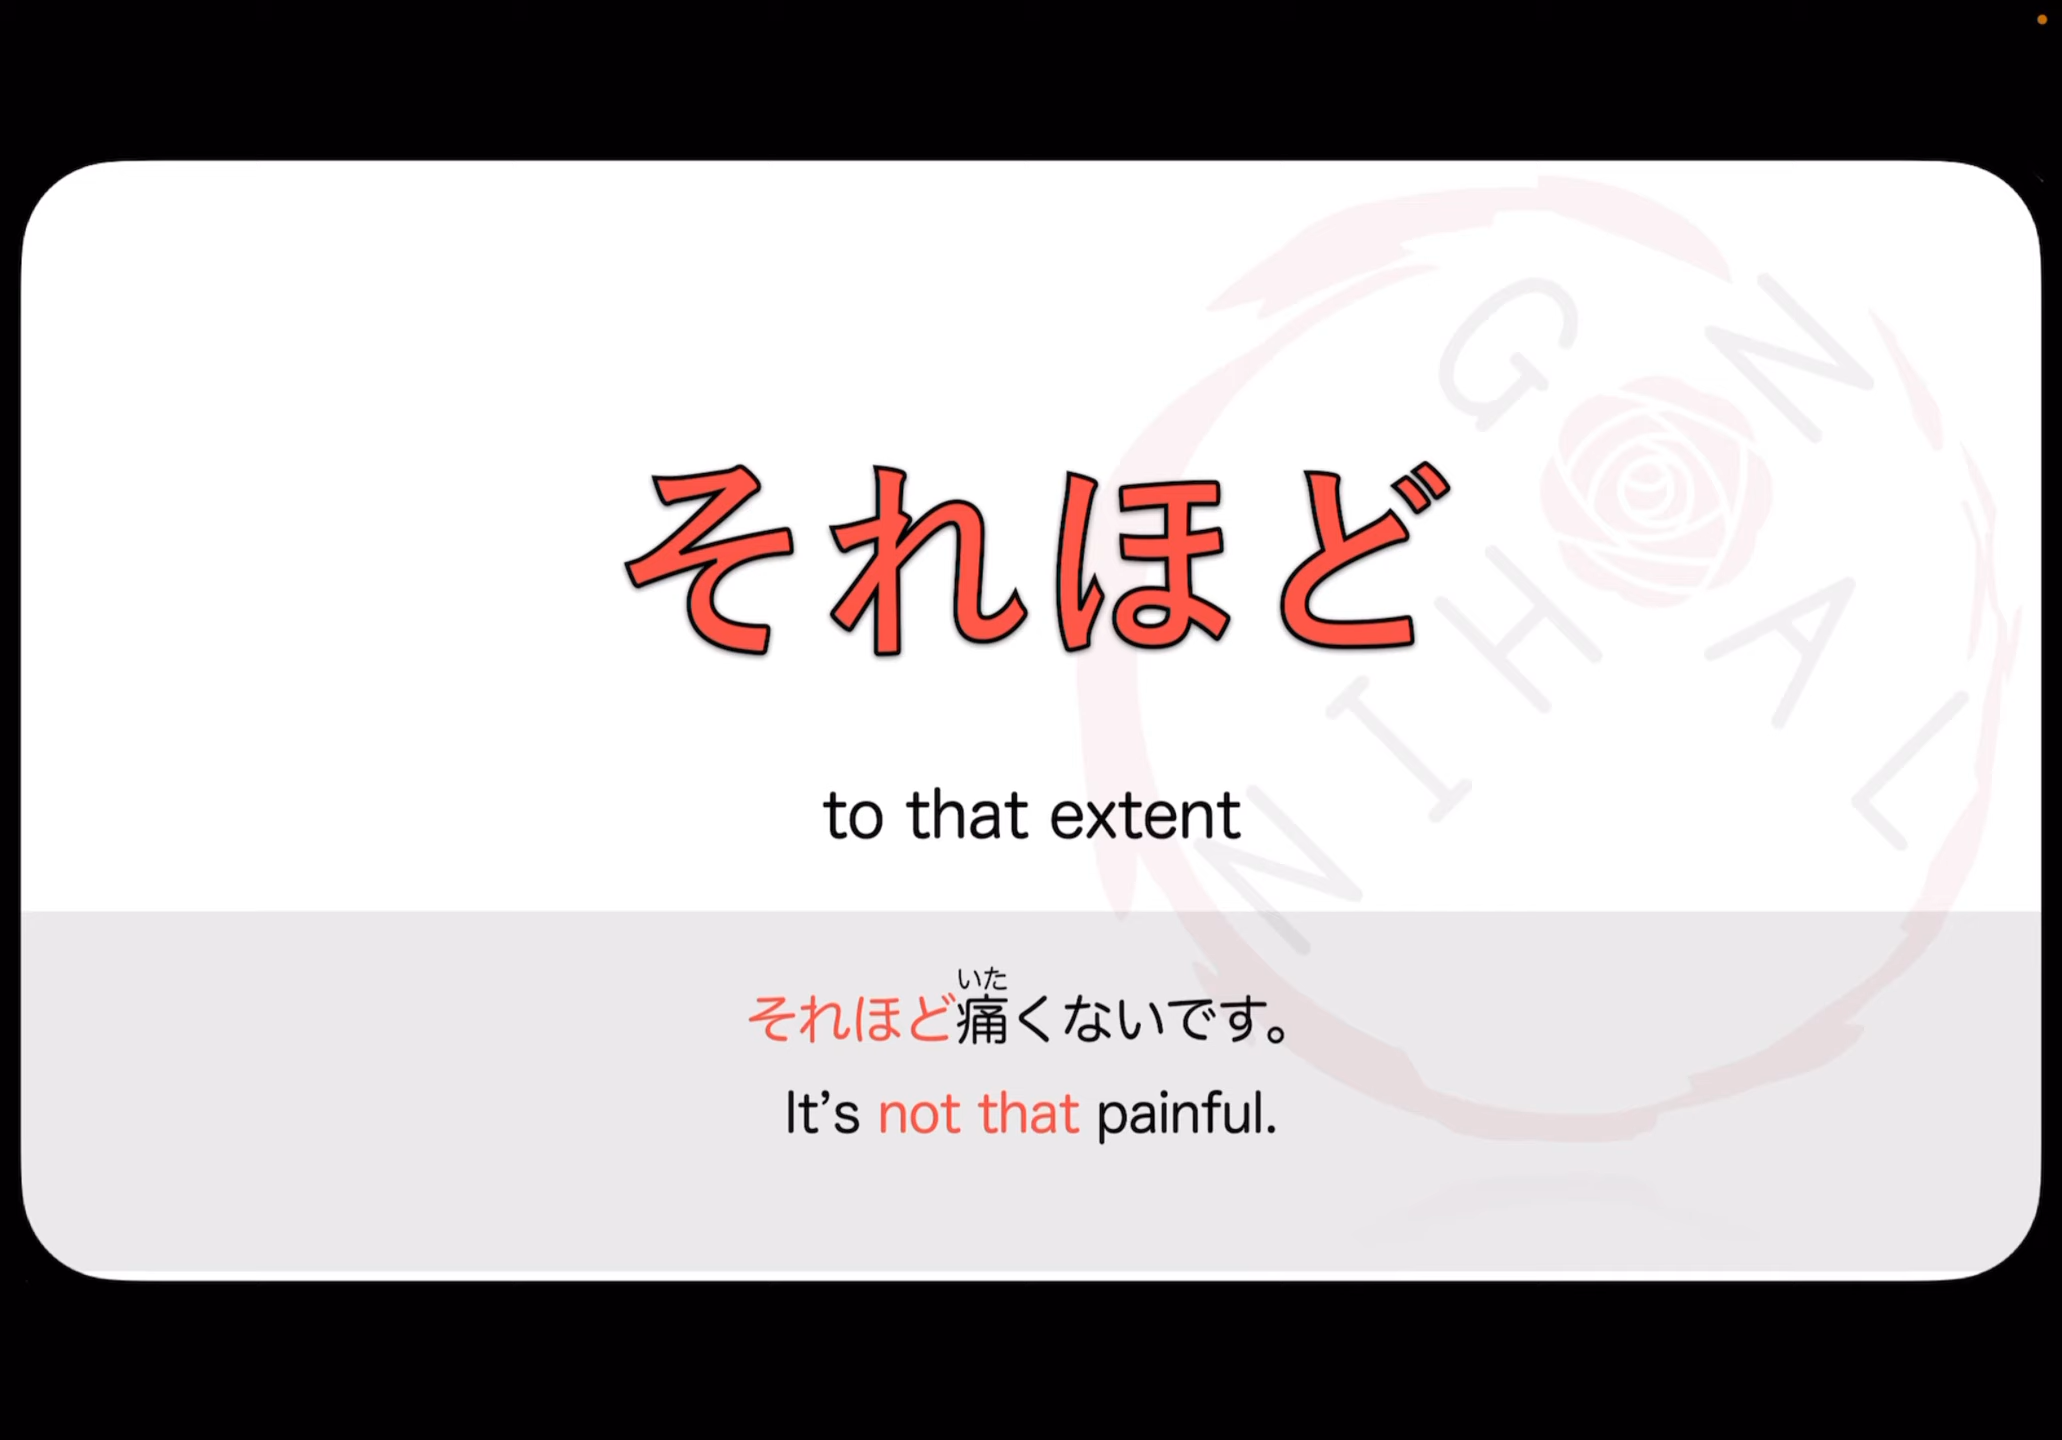 それほど
to that extent
いた
それほど痛くないです。
It's not that painful.
NIHONGO